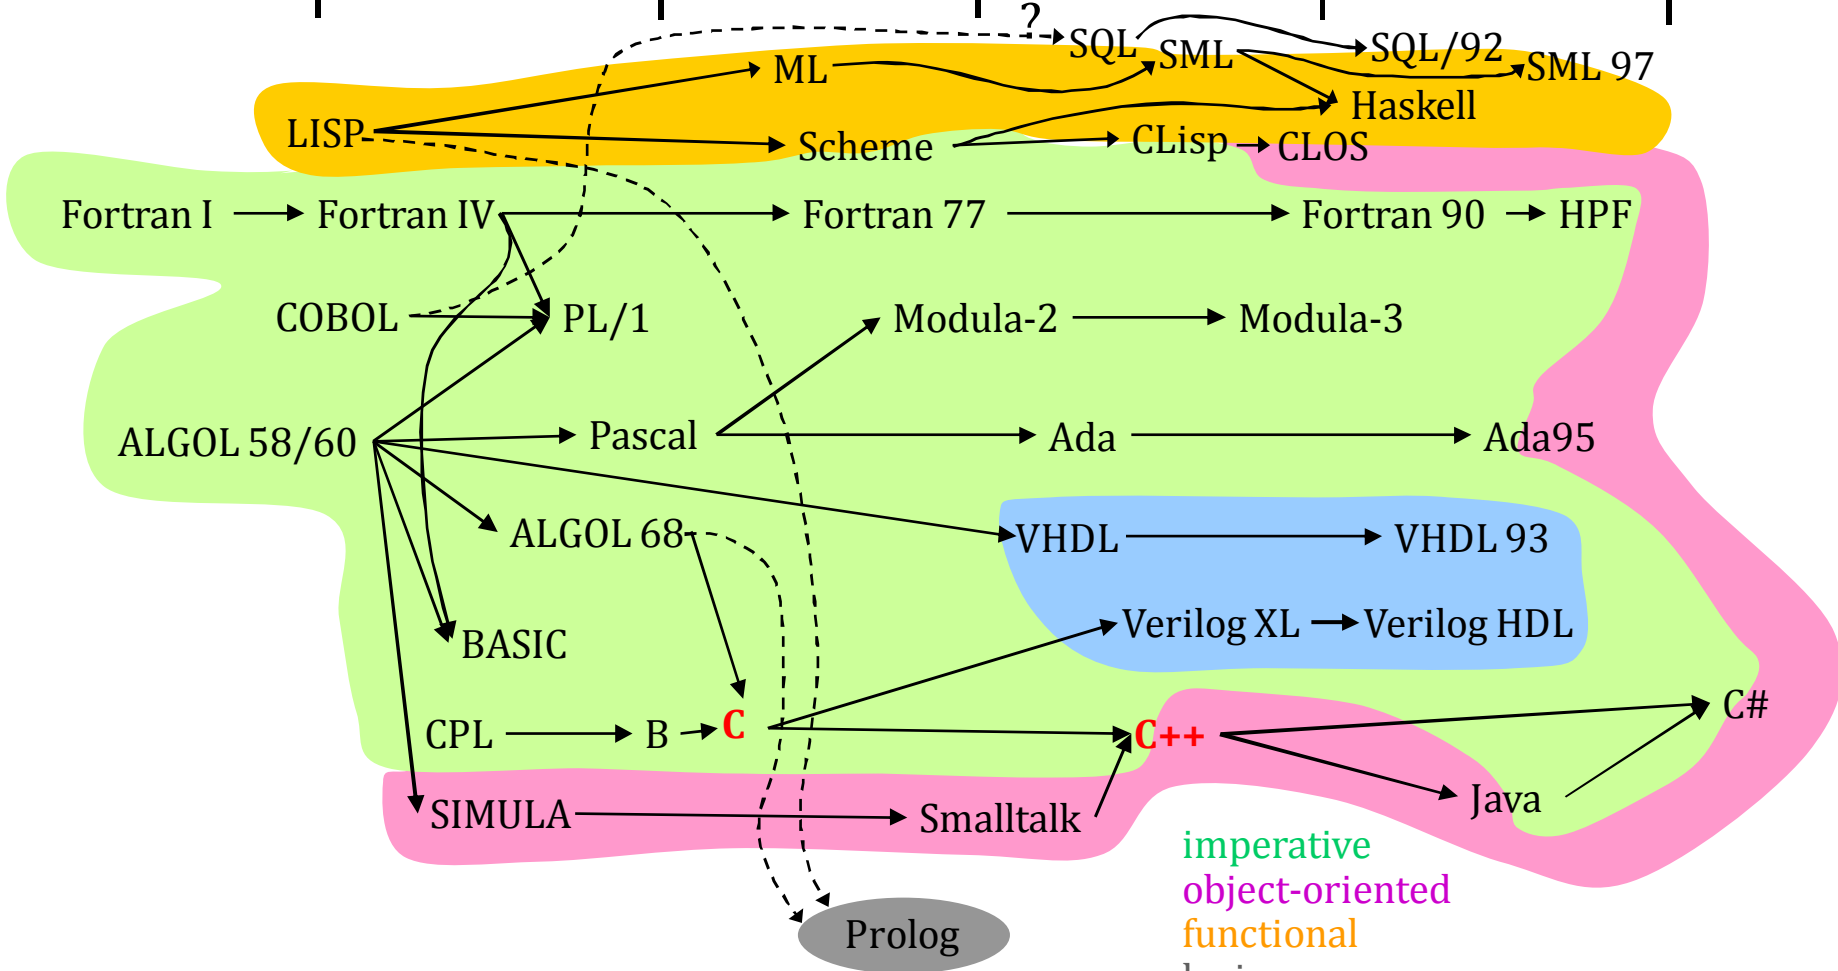 ?
SQL
SML
SQL/92
SML 97
ML
Haskell
LISP
Scheme
CLisp
CLOS
Fortran I
Fortran IV
Fortran 77
Fortran 90
HPF
COBOL
PL/1
Modula-2
Modula-3
ALGOL 58/60
Pascal
Ada
Ada95
ALGOL 68
VHDL
VHDL 93
BASIC
Verilog XL
Verilog HDL
CPL
B
C
C++
C#
SIMULA
Smalltalk
Java
imperative
object-oriented
functional
Prolog